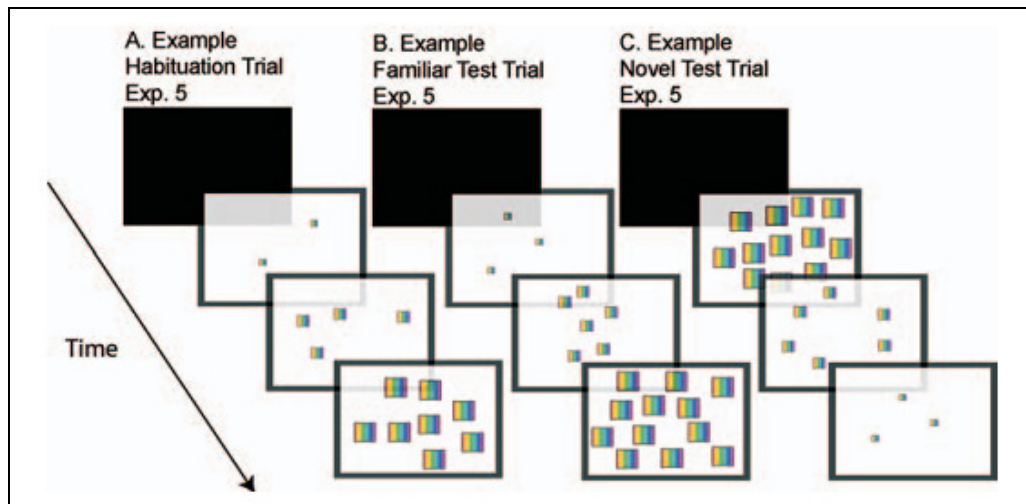 A. Example
Habituation Trial
Exp. 5
B. Example
Familiar Test Trial
Exp. 5
C. Example
Novel Test Trial
Exp. 5
Time